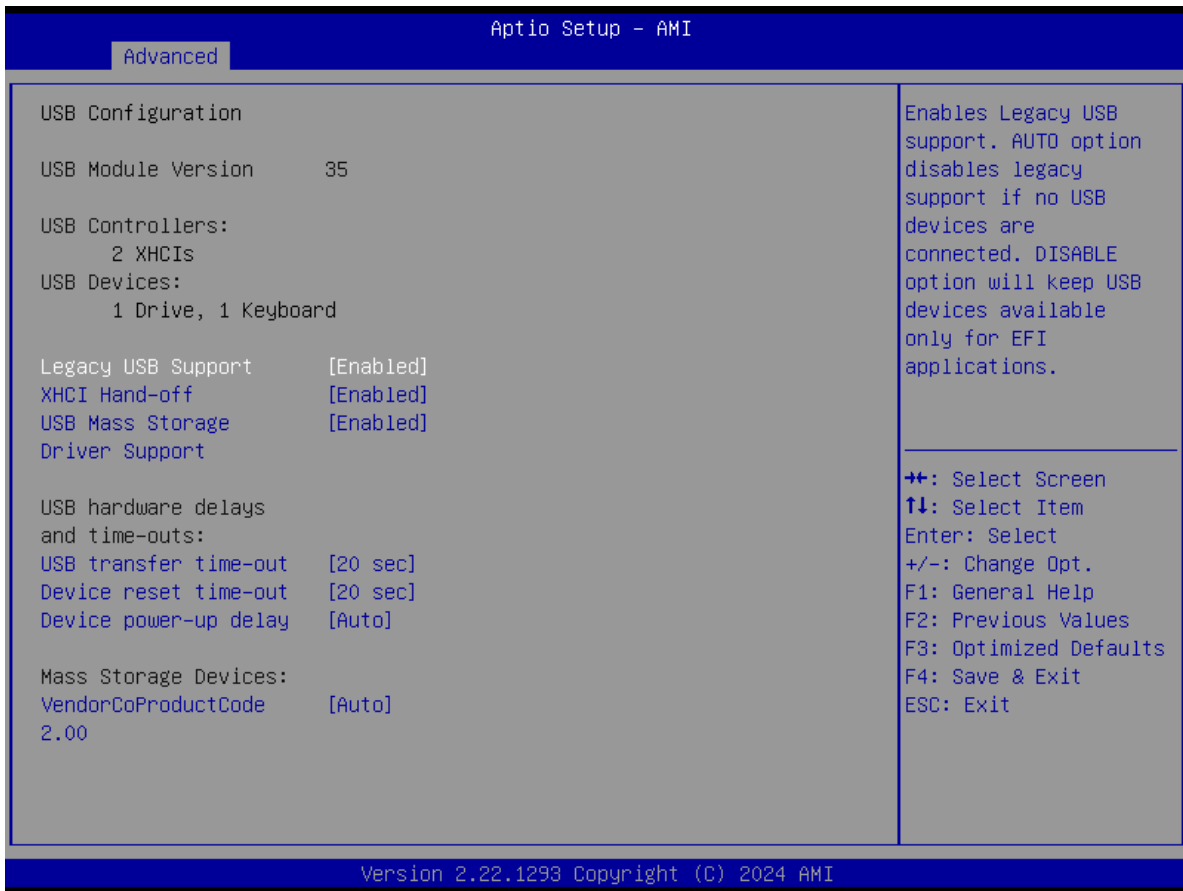 Aptio Setup – AMI
Advanced
USB Configuration
USB Module Version 35
USB Controllers:
2 XHCIs
USB Devices:
1 Drive, 1 Keyboard
Legacy USB Support [Enabled]
XHCI Hand-off [Enabled]
USB Mass Storage [Enabled]
Driver Support
USB hardware delays
and time-outs:
USB transfer time-out [20 sec]
Device reset time-out [20 sec]
Device power-up delay [Auto]
Mass Storage Devices:
VendorCoProductCode [Auto]
2.00
Enables Legacy USB
support. AUTO option
disables legacy
support if no USB
devices are
connected. DISABLE
option will keep USB
devices available
only for EFI
applications.
→←: Select Screen
↑↓: Select Item
Enter: Select
+/-: Change Opt.
F1: General Help
F2: Previous Values
F3: Optimized Defaults
F4: Save & Exit
ESC: Exit
Version 2.22.1293 Copyright (C) 2024 AMI